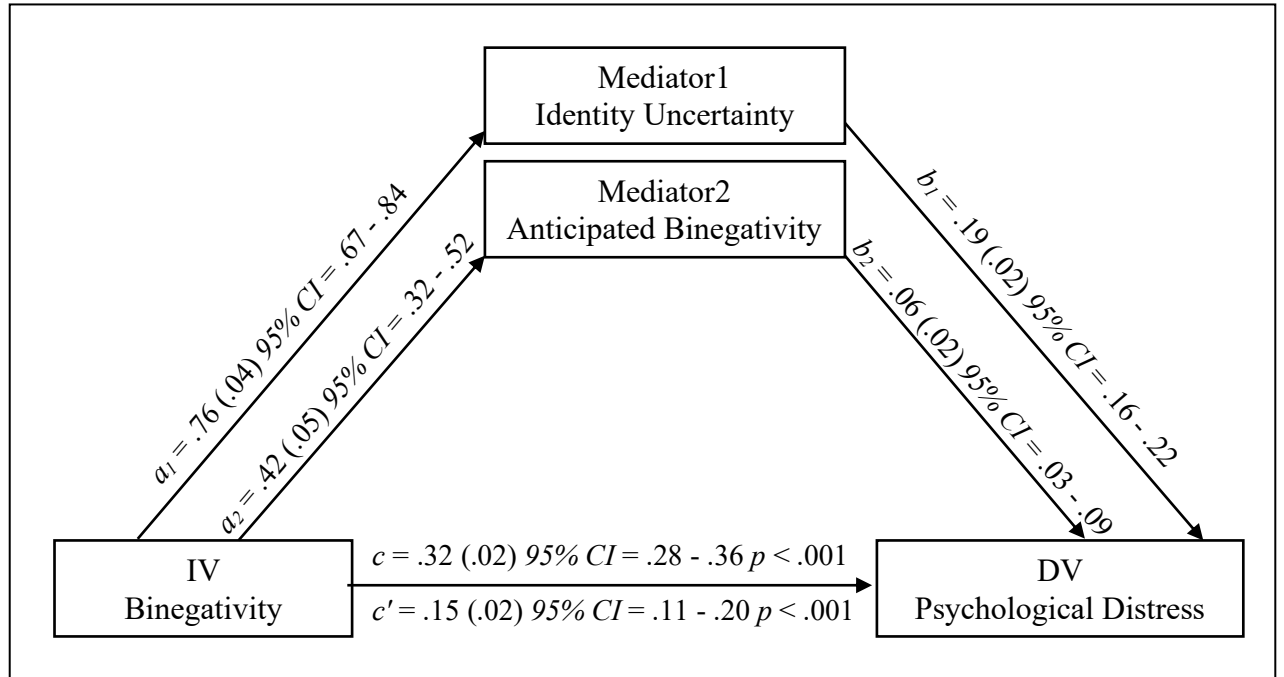 Mediator1
Identity Uncertainty
Mediator2
Anticipated Binegativity
a₁ = .76 (.04) 95% CI = .67 - .84
a₂ = .42 (.05) 95% CI = .32 - .52
b₁ = .19 (.02) 95% CI = .16 - .22
b₂ = .06 (.02) 95% CI = .03 - .09
IV
Binegativity
c = .32 (.02) 95% CI = .28 - .36 p < .001
c' = .15 (.02) 95% CI = .11 - .20 p < .001
DV
Psychological Distress